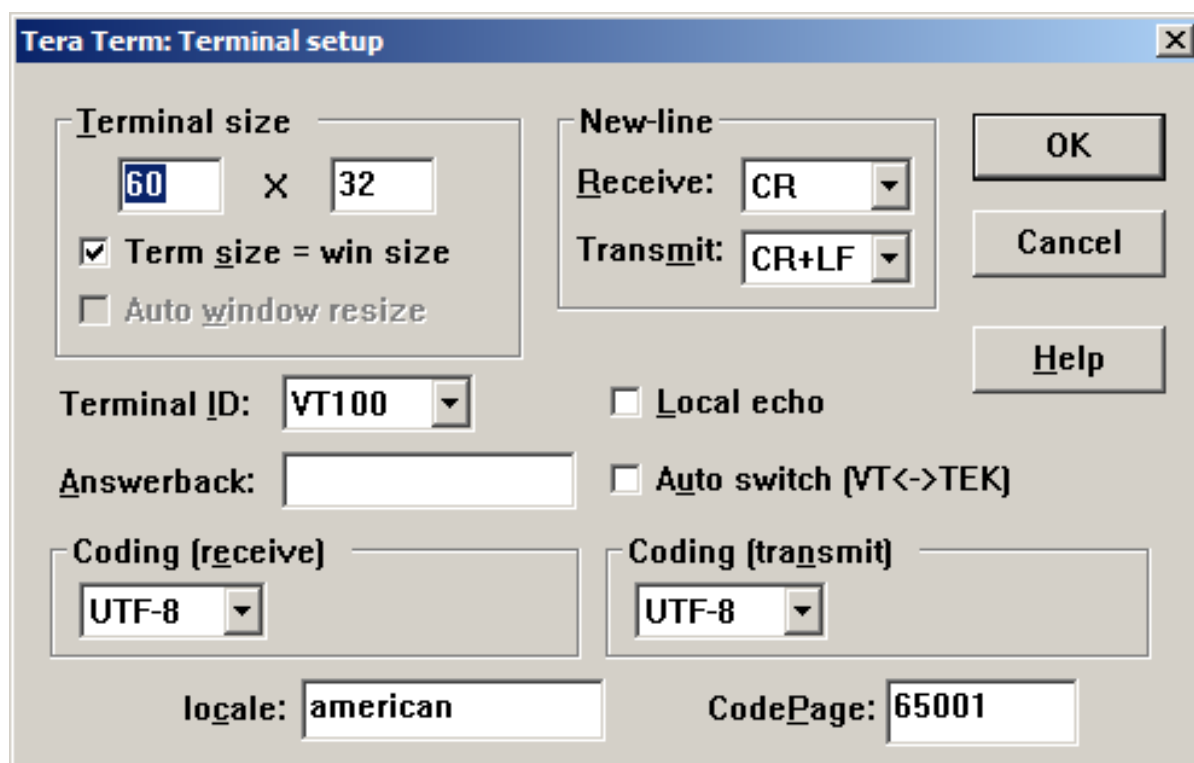 Tera Term: Terminal setup
Terminal size
60 X 32
Term size = win size
Auto window resize
New-line
Receive: CR
Transmit: CR+LF
OK
Cancel
Help
Terminal ID: VT100
Local echo
Answerback:
Auto switch (VT<->TEK)
Coding (receive)
UTF-8
Coding (transmit)
UTF-8
locale: american
CodePage: 65001